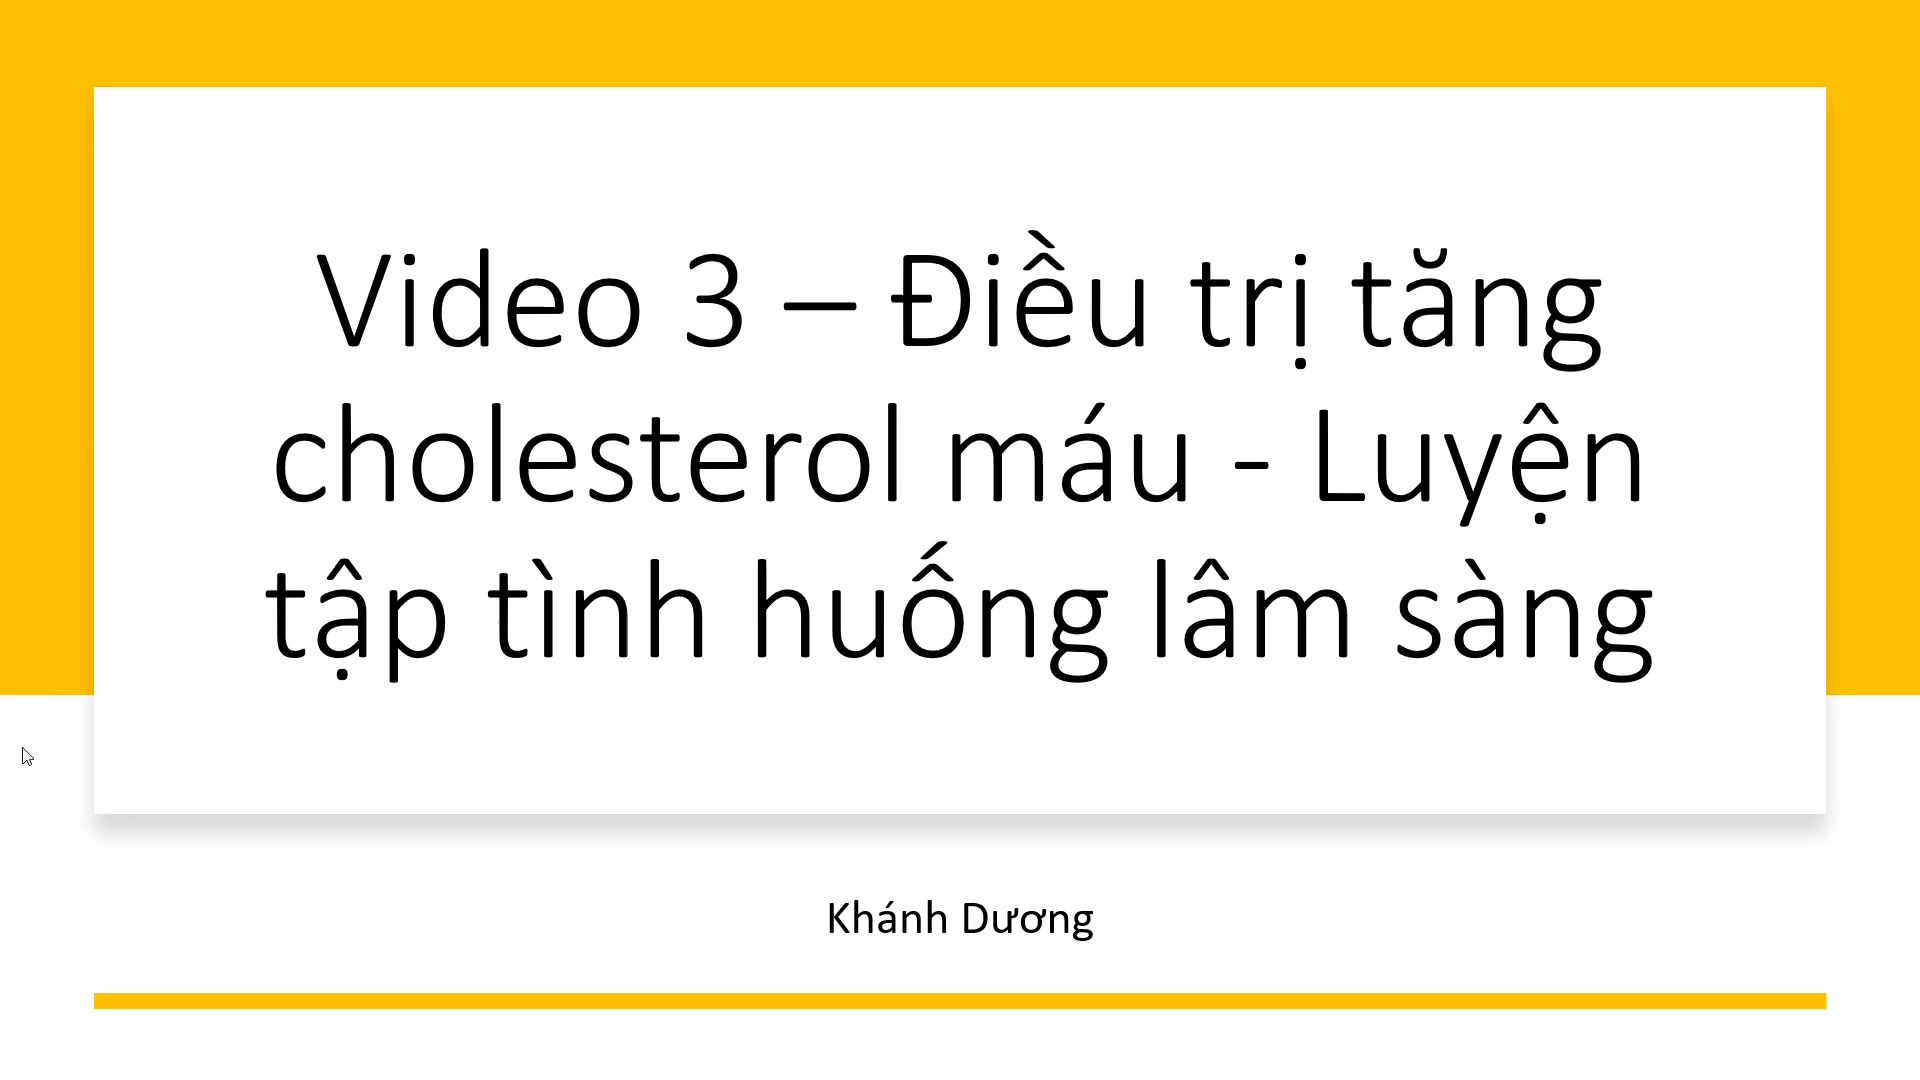 Video 3 – Điều trị tăng
cholesterol máu - Luyện
tập tình huống lâm sàng
Khánh Dương